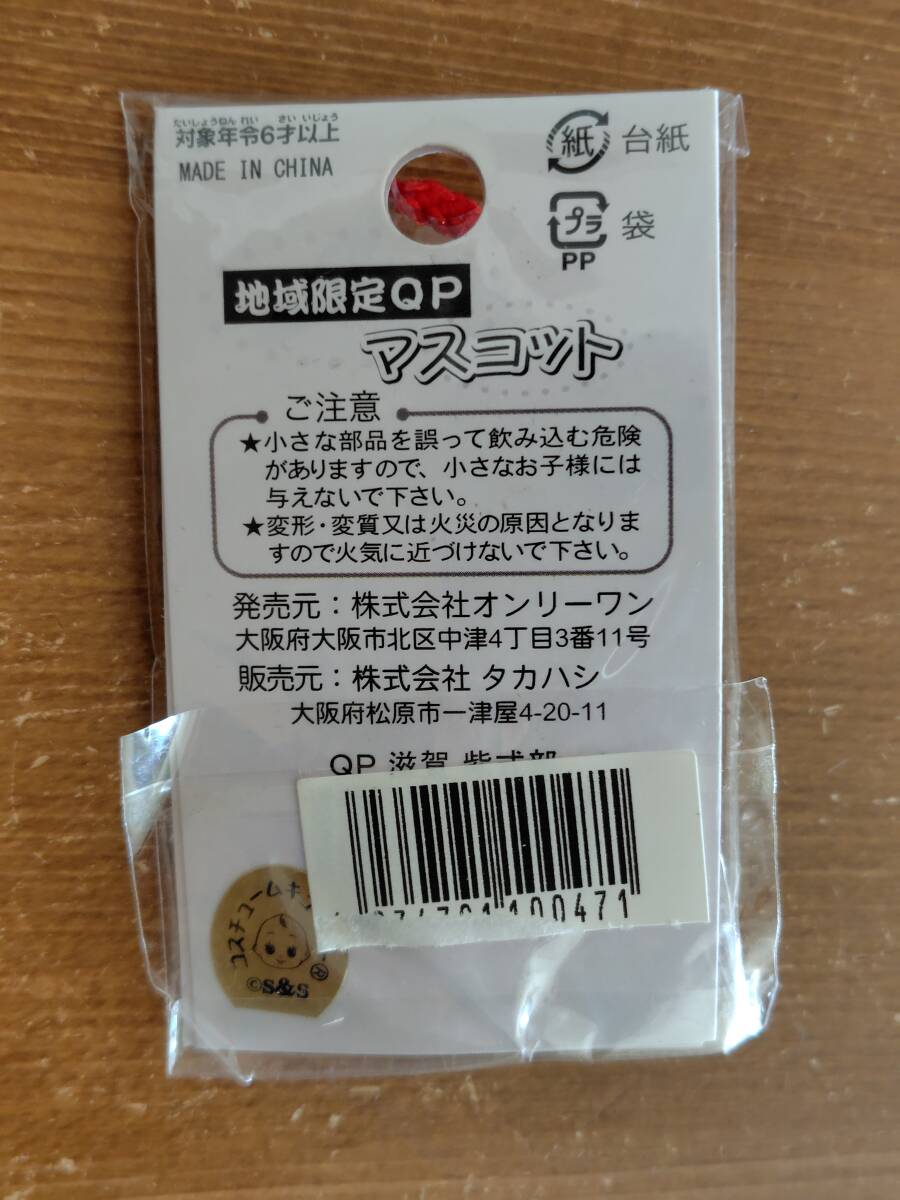 たいしょうねんれい さい いじょう
対象年令6才以上
MADE IN CHINA
紙 台紙
プラ 袋
PP
地域限定QP
マスコット
ご注意
★小さな部品を誤って飲み込む危険
がありますので、小さなお子様には
与えないで下さい。
★変形・変質又は火災の原因となりま
すので火気に近づけないで下さい。
発売元：株式会社オンリーワン
大阪府大阪市北区中津4丁目3番11号
販売元：株式会社 タカハシ
大阪府松原市一津屋4-20-11
QP 滋賀 紫式部
100471
コスチュームキ
®
©S&S